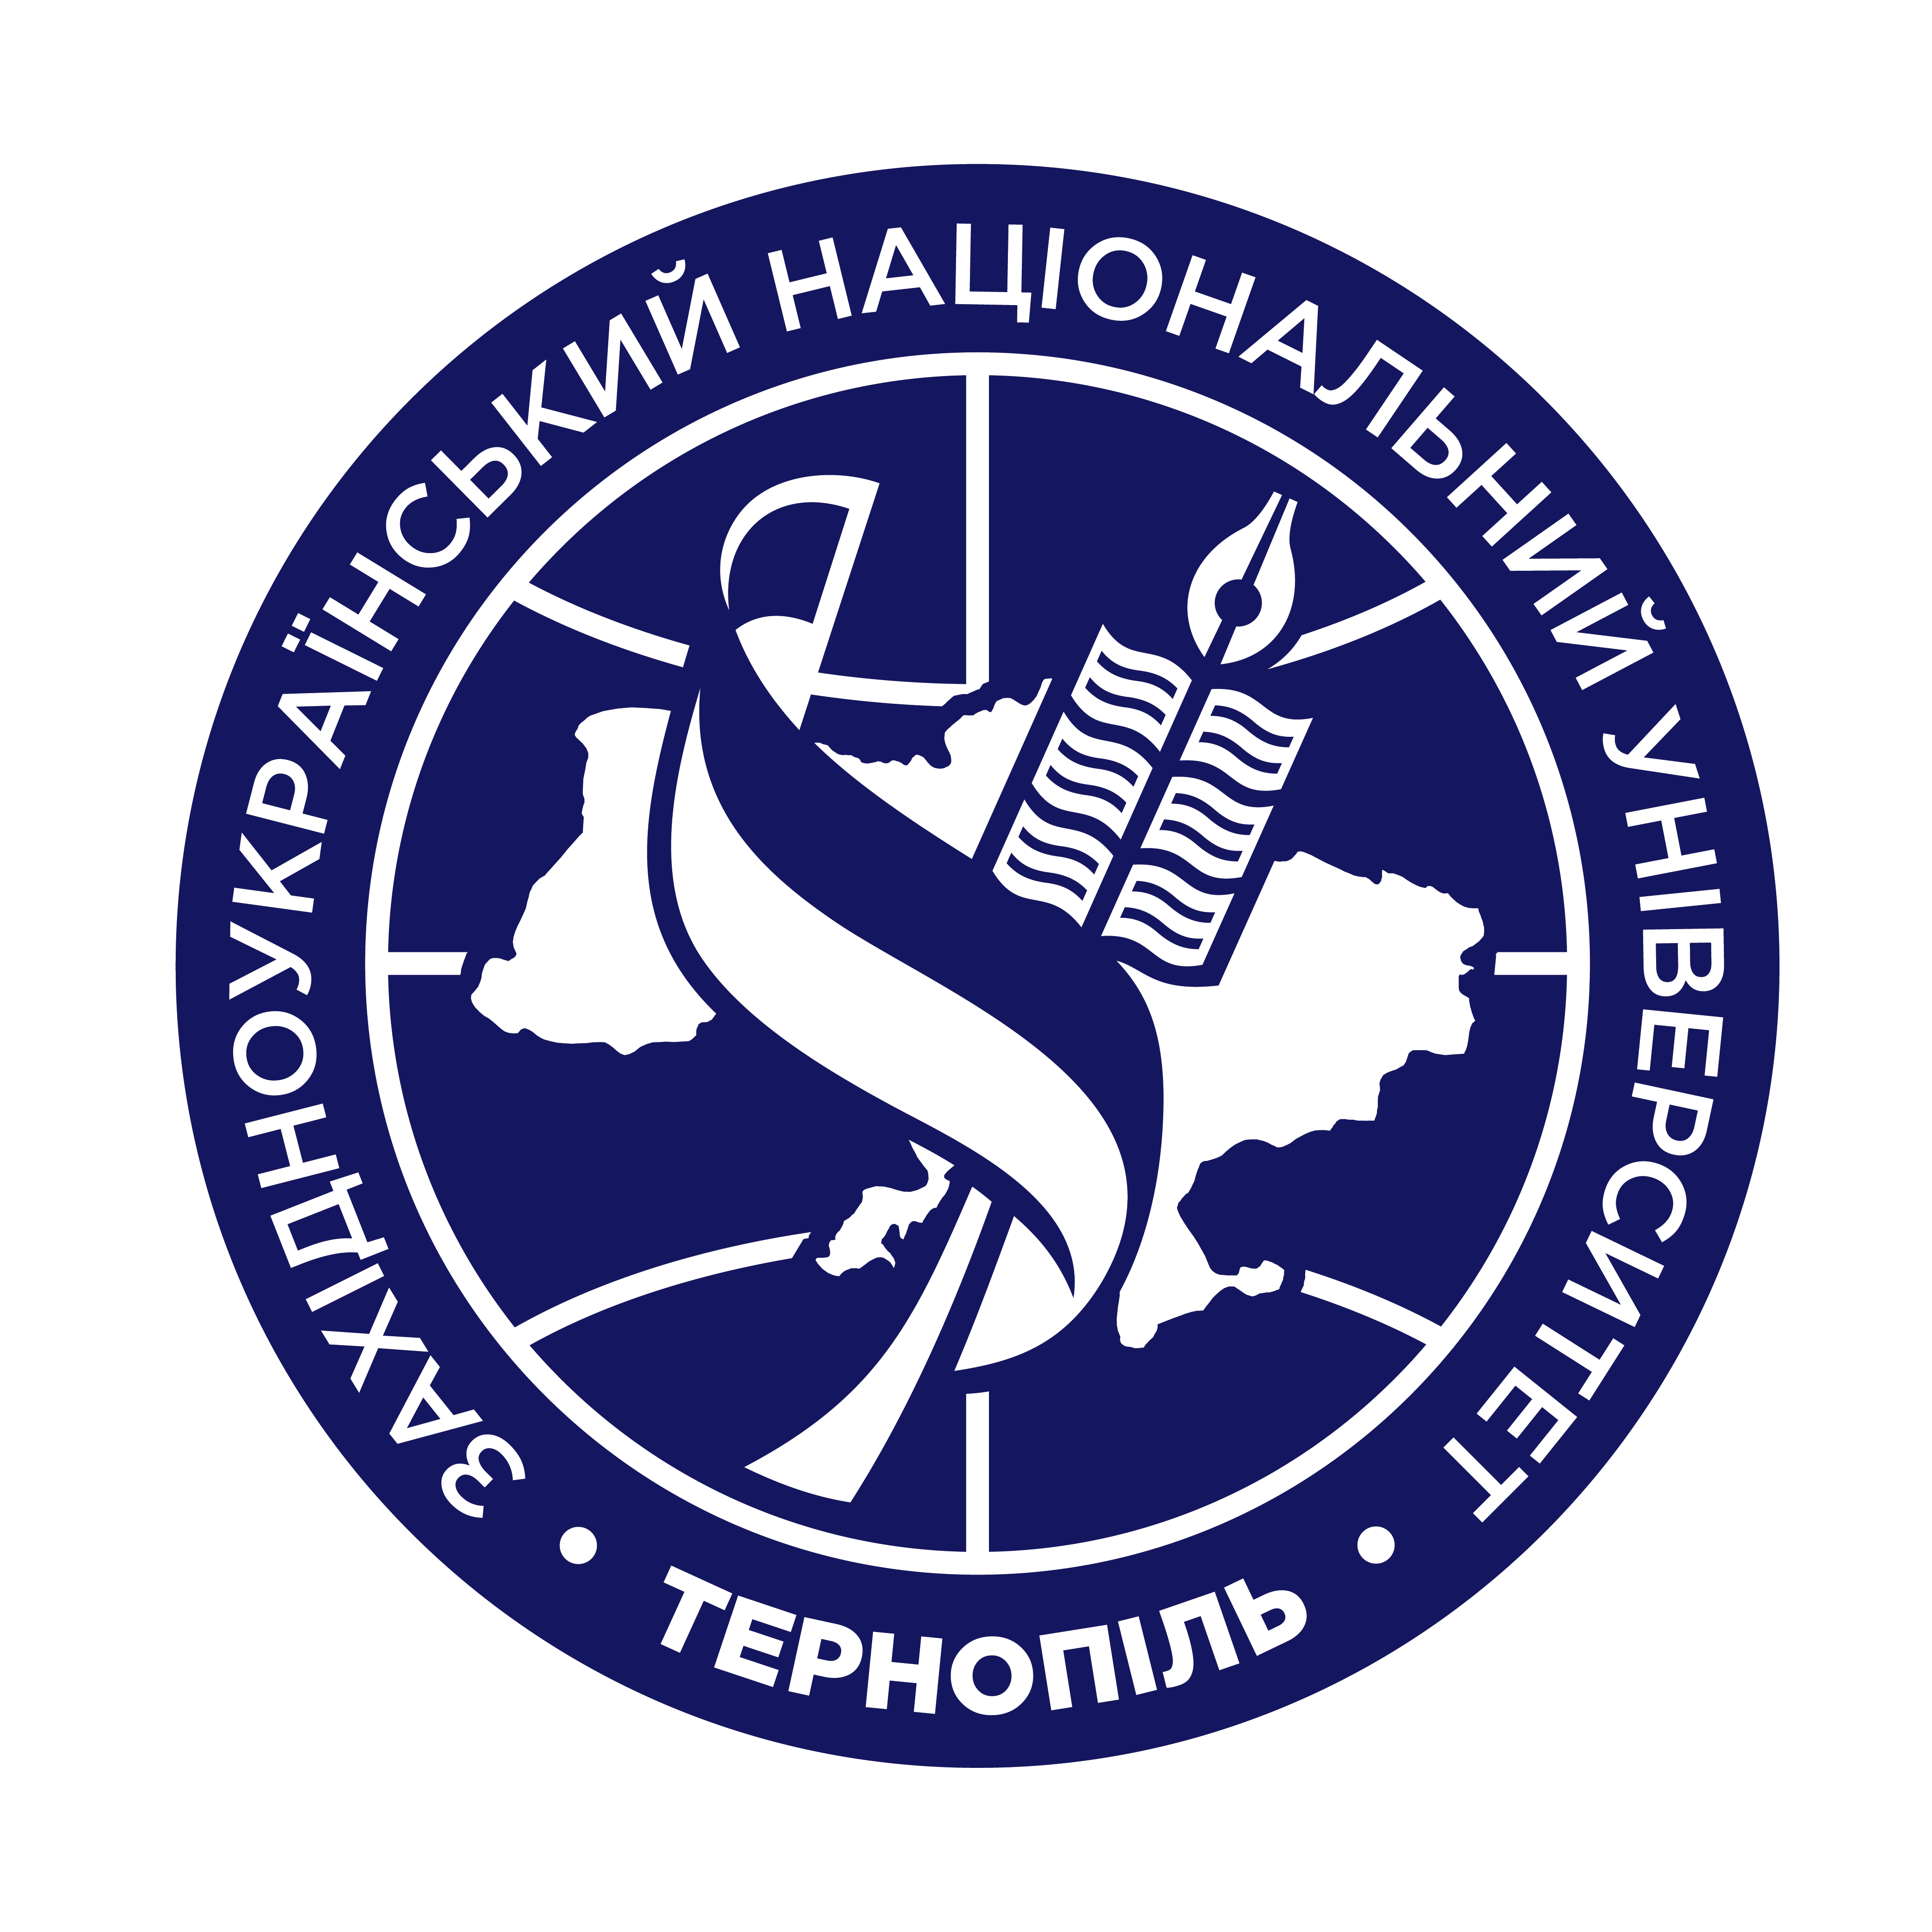 ЗАХІДНОУКРАЇНСЬКИЙ НАЦІОНАЛЬНИЙ УНІВЕРСИТЕТ
• ТЕРНОПІЛЬ •